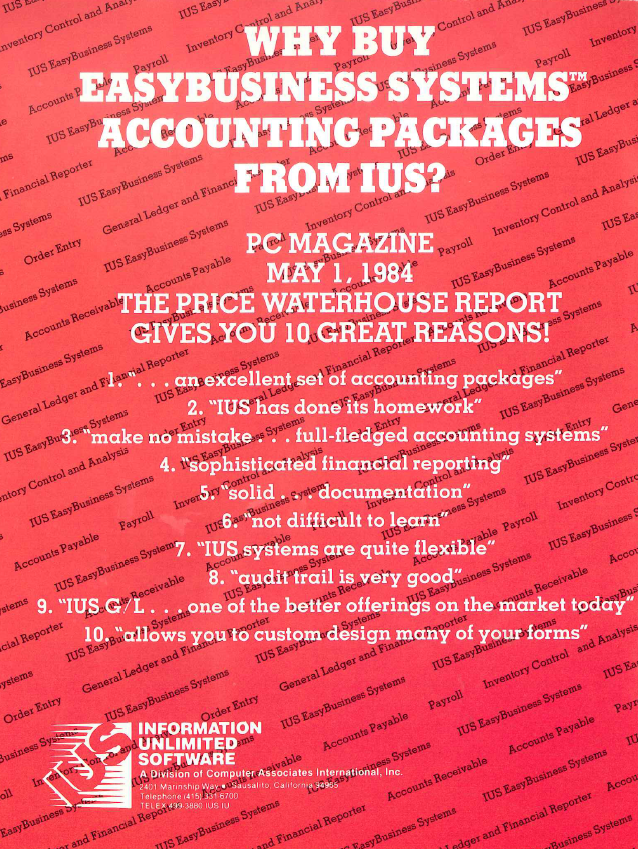 WHY BUY
EASYBUSINESS SYSTEMS™
ACCOUNTING PACKAGES
FROM IUS?
PC MAGAZINE
MAY 1, 1984
THE PRICE WATERHOUSE REPORT
GIVES YOU 10 GREAT REASONS!
1. “. . . an excellent set of accounting packages”
2. “IUS has done its homework”
3. “make no mistake . . . full-fledged accounting systems”
4. “sophisticated financial reporting”
5. “solid . . . documentation”
6. “not difficult to learn”
7. “IUS systems are quite flexible”
8. “audit trail is very good”
9. “IUS G/L . . . one of the better offerings on the market today”
10. “allows you to custom design many of your forms”
IUS
INFORMATION
UNLIMITED
SOFTWARE
A Division of Computer Associates International, Inc.
2401 Marinship Way • Sausalito, California 94965
Telephone (415) 331-6700
TELEX 499-3880 IUS IU
IUS EasyBusiness Systems
Inventory Control and Analysis
Payroll
Accounts Payable
Accounts Receivable
Order Entry
General Ledger and Financial Reporter